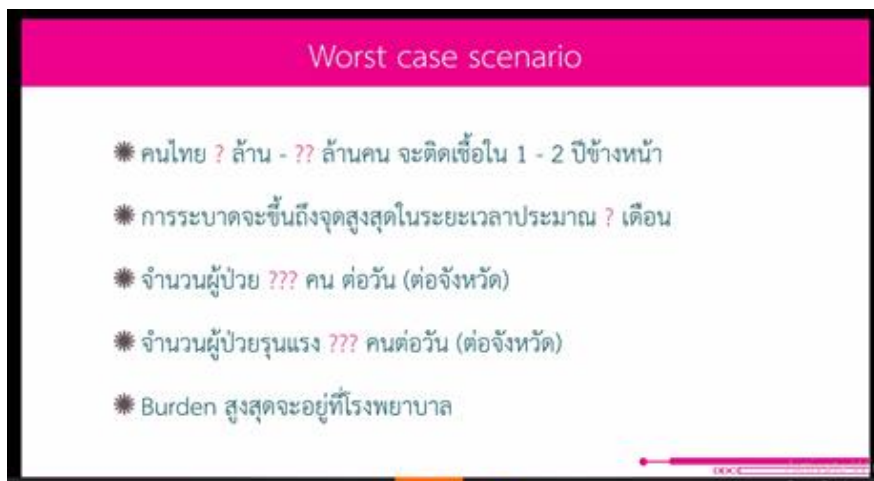 Worst case scenario
คนไทย ? ล้าน - ?? ล้านคน จะติดเชื้อใน 1 - 2 ปีข้างหน้า
การระบาดจะขึ้นถึงจุดสูงสุดในระยะเวลาประมาณ ? เดือน
จำนวนผู้ป่วย ??? คน ต่อวัน (ต่อจังหวัด)
จำนวนผู้ป่วยรุนแรง ??? คนต่อวัน (ต่อจังหวัด)
Burden สูงสุดจะอยู่ที่โรงพยาบาล